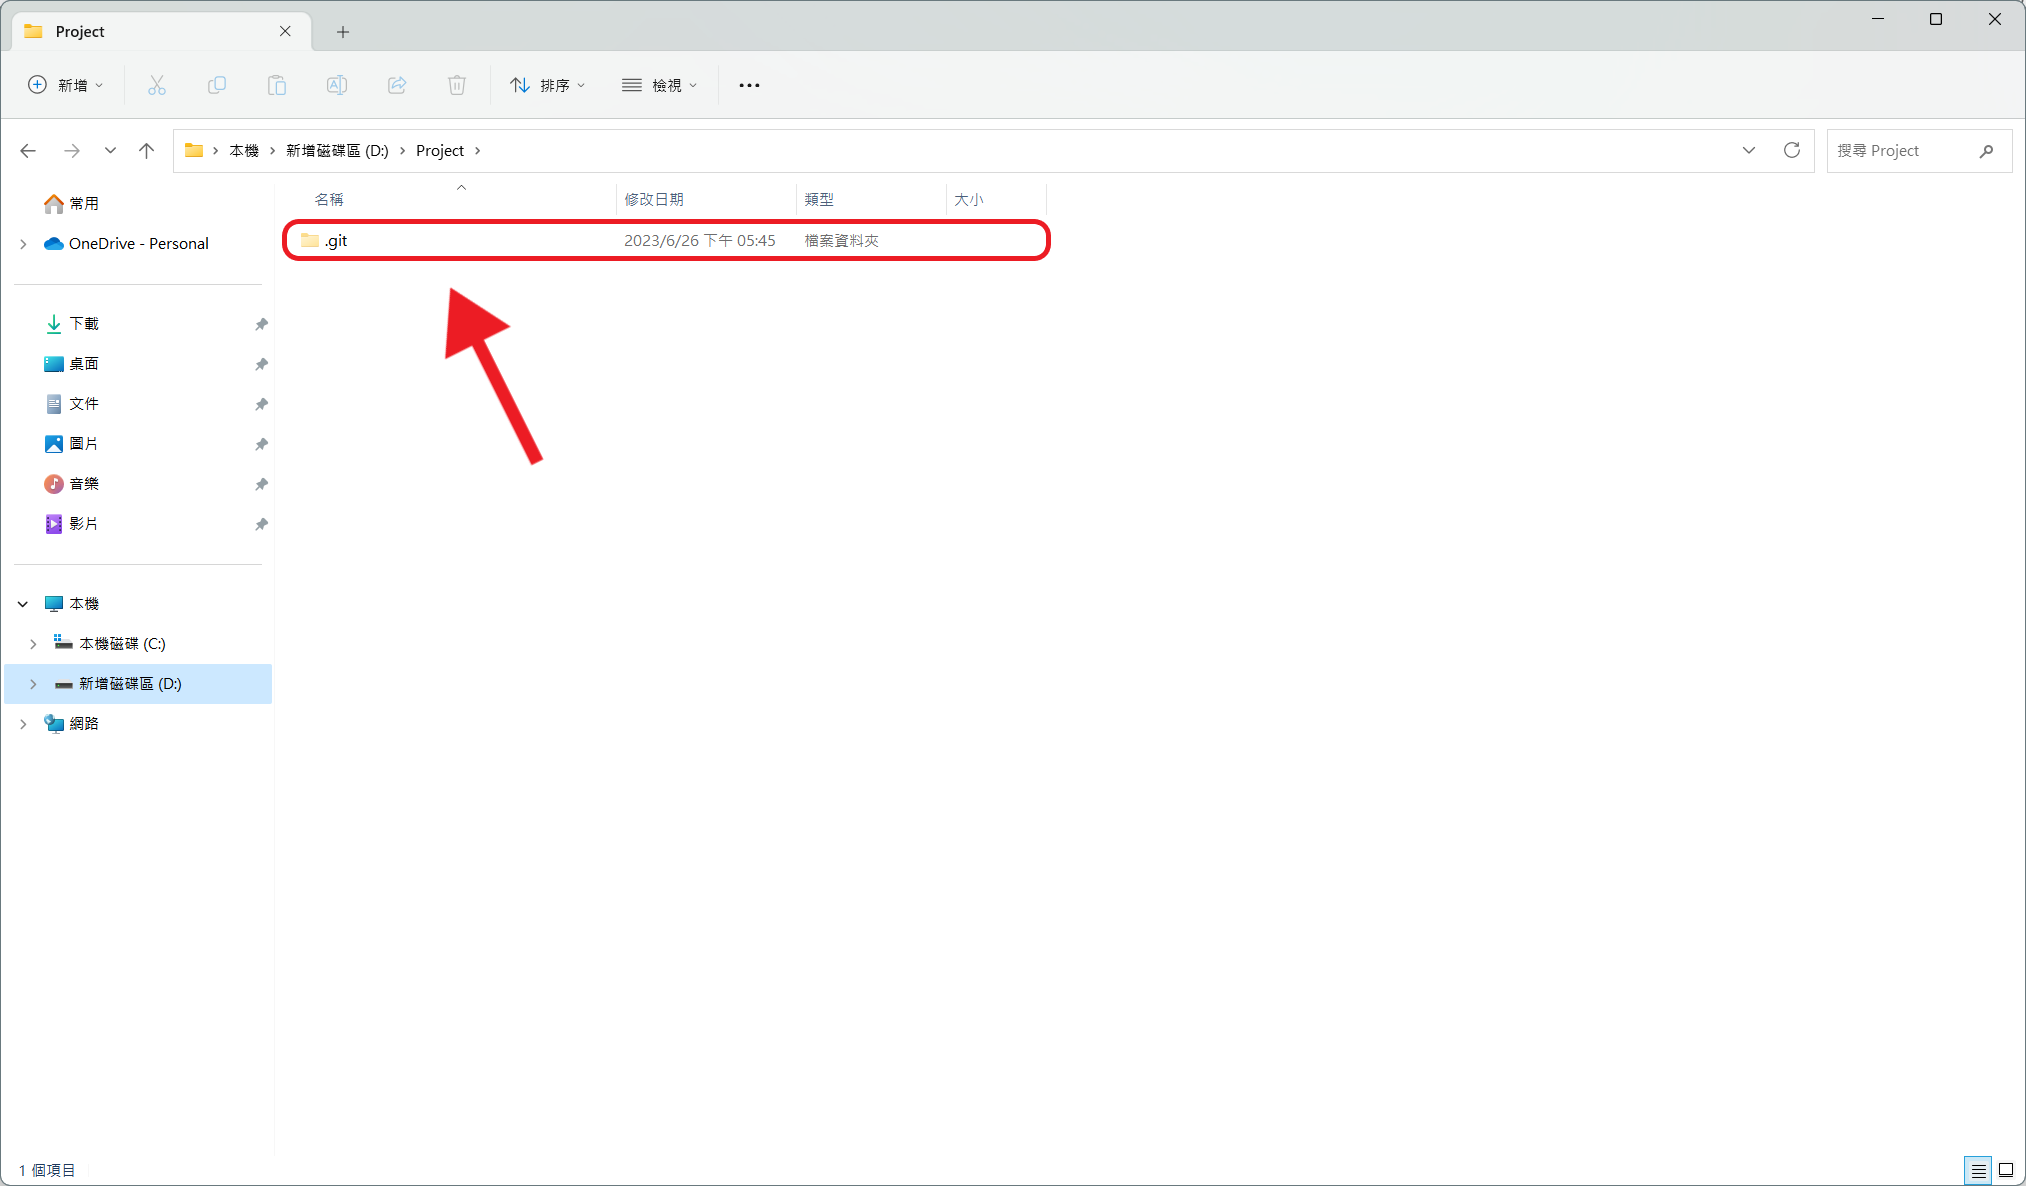 Project
新增
排序
檢視
本機 新增磁碟區 (D:) Project
搜尋 Project
常用
OneDrive - Personal
下載
桌面
文件
圖片
音樂
影片
本機
本機磁碟 (C:)
新增磁碟區 (D:)
網路
名稱 修改日期 類型 大小
.git 2023/6/26 下午 05:45 檔案資料夾
1 個項目